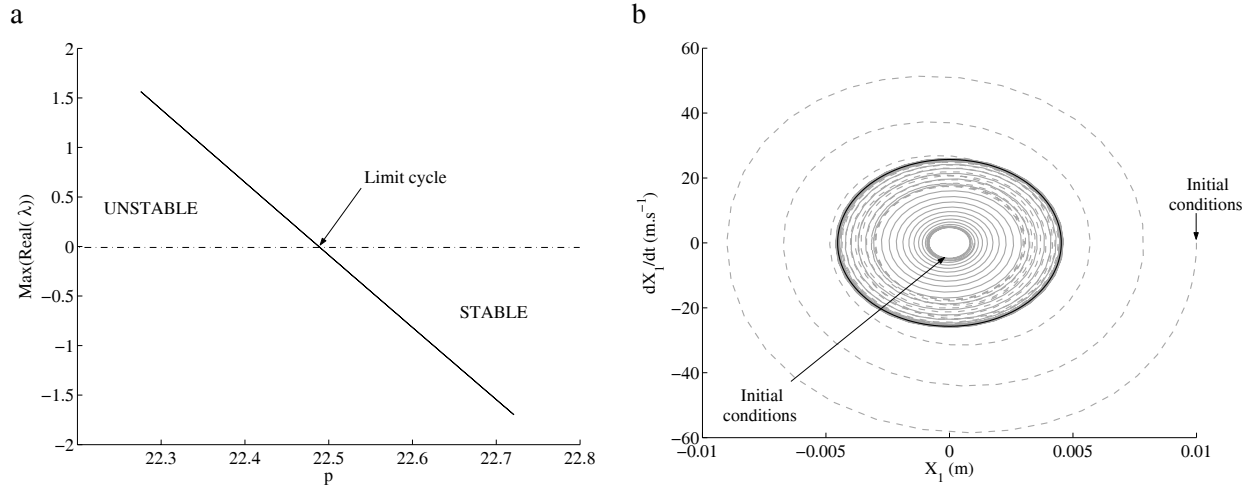 a
2
1.5
1
0.5
0
−0.5
−1
−1.5
−2
Max(Real( λ))
UNSTABLE
Limit cycle
STABLE
22.3
22.4
22.5
22.6
22.7
22.8
p
b
60
40
20
0
−20
−40
−60
dX_1/dt (m.s⁻¹)
Initial
conditions
Initial
conditions
−0.01
−0.005
0
0.005
0.01
X_1 (m)